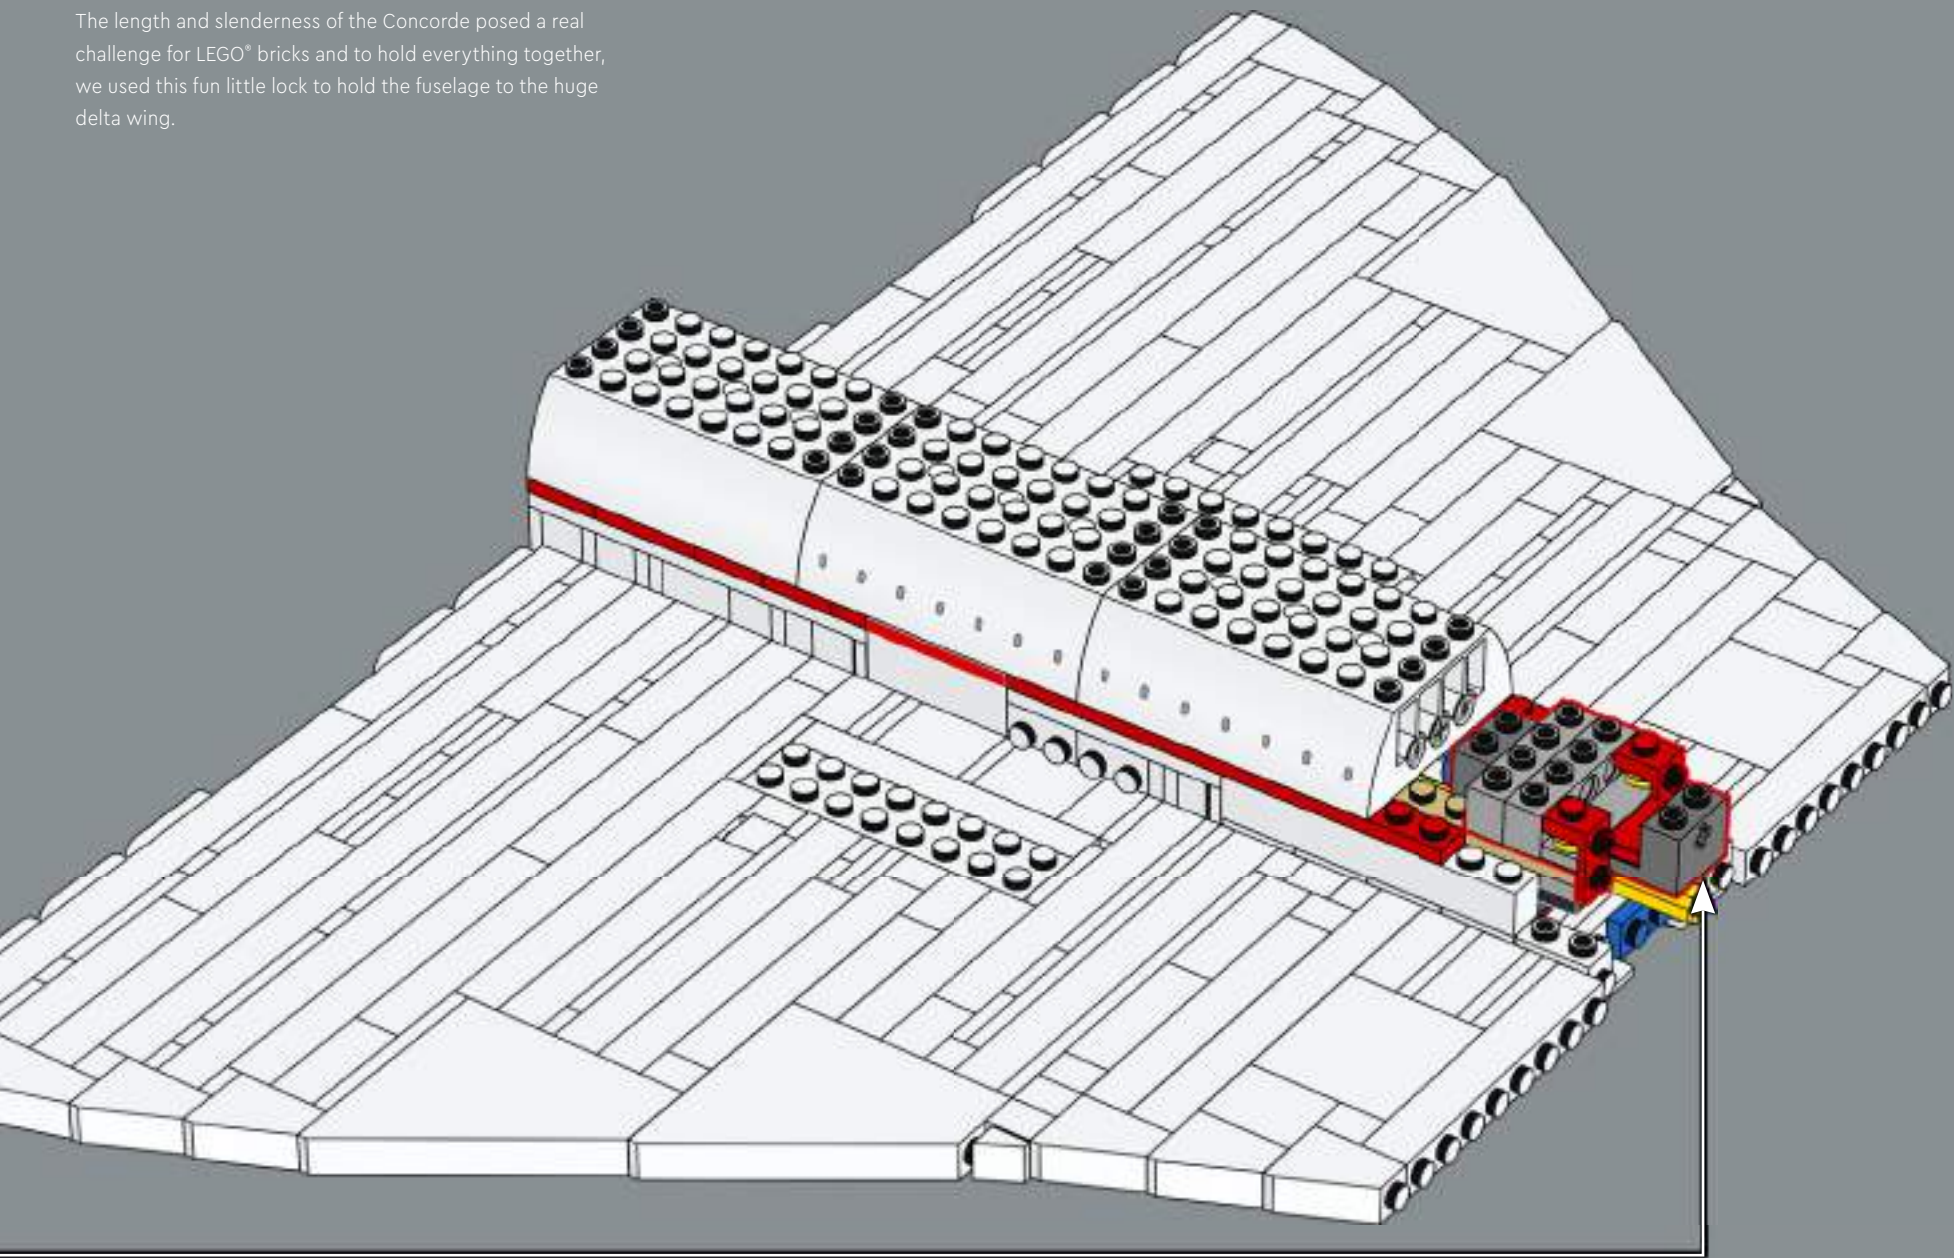 The length and slenderness of the Concorde posed a real
challenge for LEGO® bricks and to hold everything together,
we used this fun little lock to hold the fuselage to the huge
delta wing.